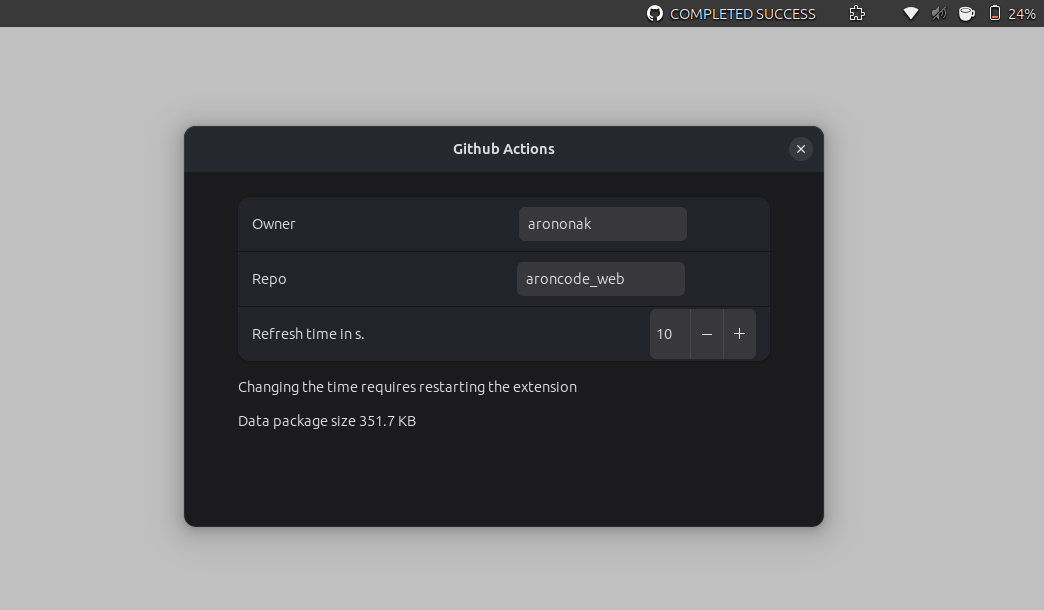 COMPLETED SUCCESS
24%
Github Actions
Owner
arononak
Repo
aroncode_web
Refresh time in s.
10
Changing the time requires restarting the extension
Data package size 351.7 KB